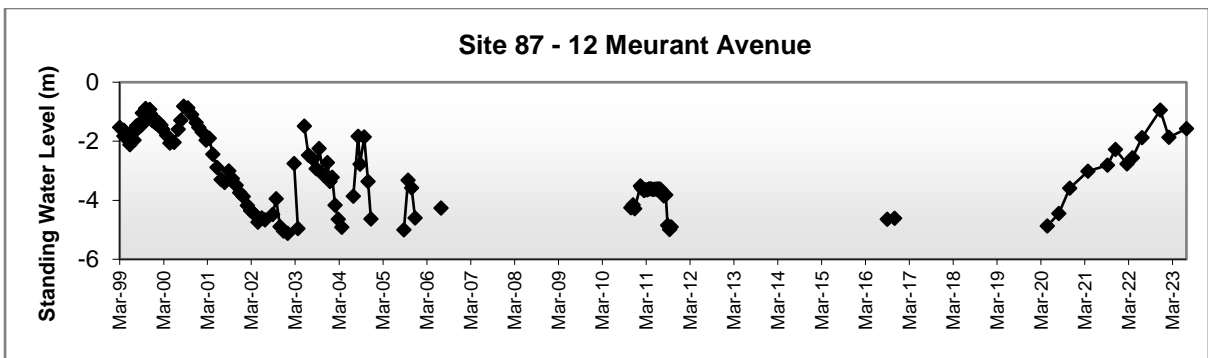 Site 87 - 12 Meurant Avenue
Standing Water Level (m)
0
-2
-4
-6
Mar-99
Mar-00
Mar-01
Mar-02
Mar-03
Mar-04
Mar-05
Mar-06
Mar-07
Mar-08
Mar-09
Mar-10
Mar-11
Mar-12
Mar-13
Mar-14
Mar-15
Mar-16
Mar-17
Mar-18
Mar-19
Mar-20
Mar-21
Mar-22
Mar-23